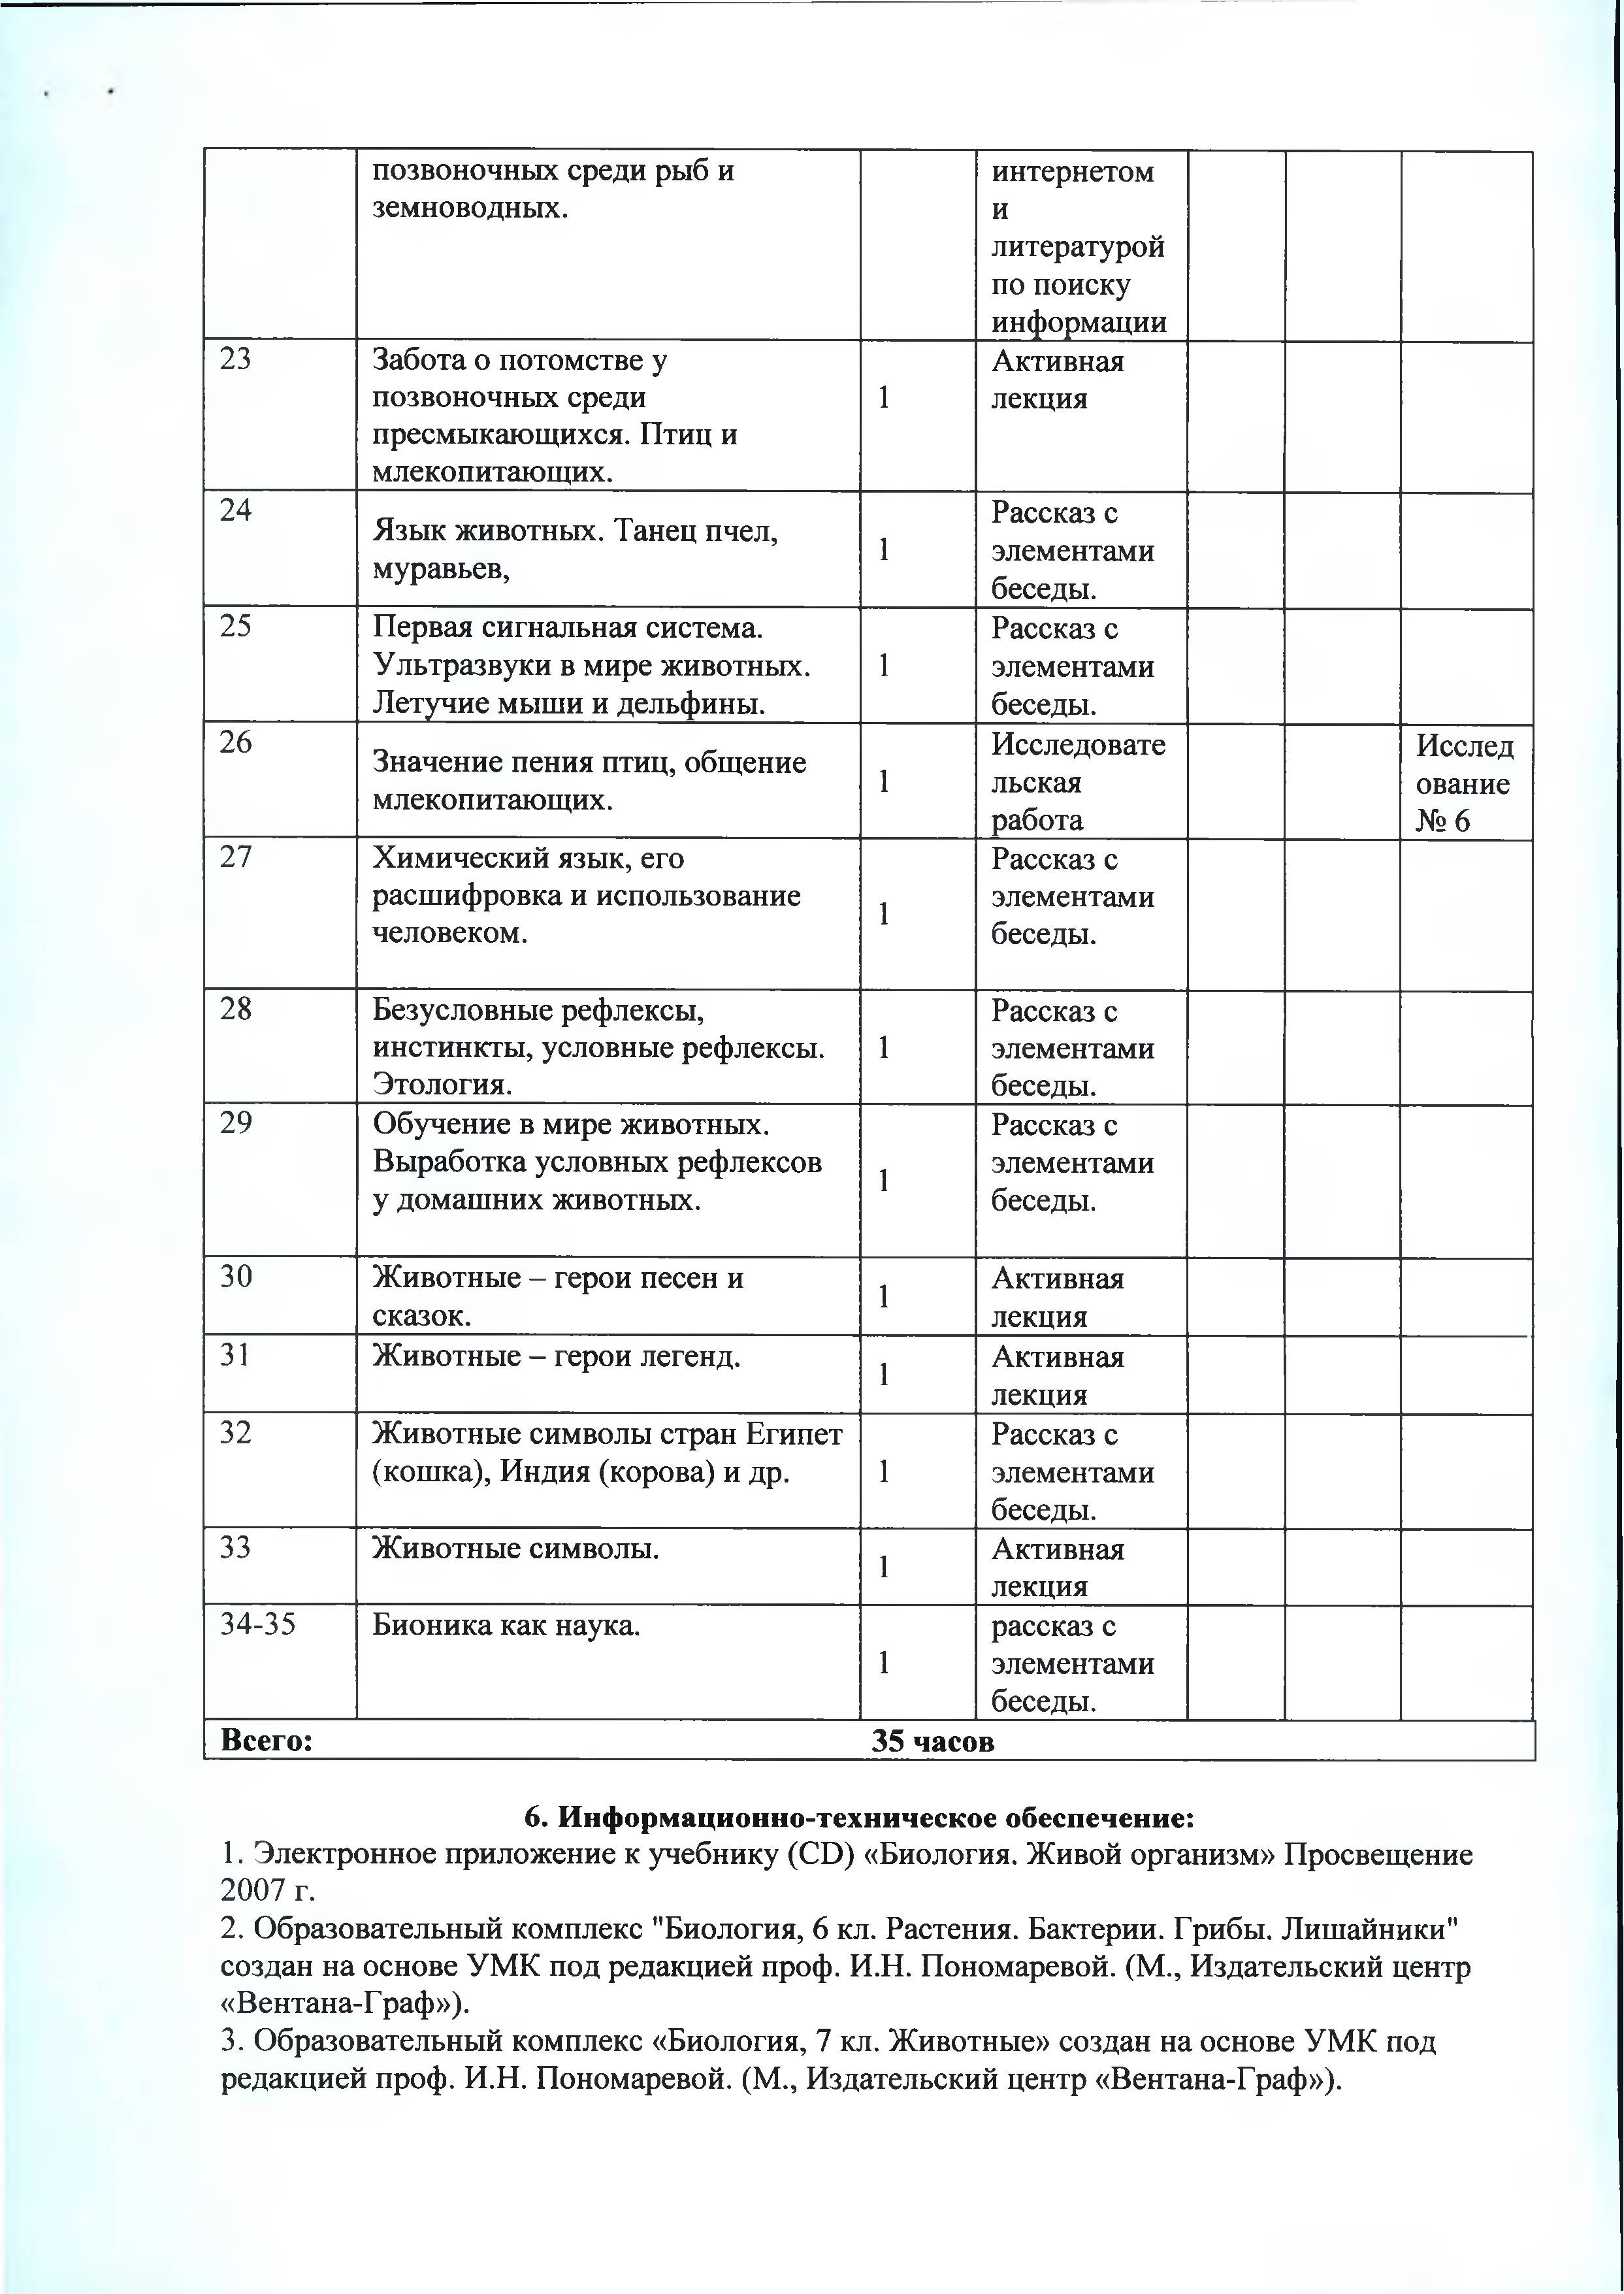 позвоночных среди рыб и
земноводных.
интернетом
и
литературой
по поиску
информации
23
Забота о потомстве у
позвоночных среди
пресмыкающихся. Птиц и
млекопитающих.
1
Активная
лекция
24
Язык животных. Танец пчел,
муравьев,
1
Рассказ с
элементами
беседы.
25
Первая сигнальная система.
Ультразвуки в мире животных.
Летучие мыши и дельфины.
1
Рассказ с
элементами
беседы.
26
Значение пения птиц, общение
млекопитающих.
1
Исследовате
льская
работа
Исслед
ование
№ 6
27
Химический язык, его
расшифровка и использование
человеком.
1
Рассказ с
элементами
беседы.
28
Безусловные рефлексы,
инстинкты, условные рефлексы.
Этология.
1
Рассказ с
элементами
беседы.
29
Обучение в мире животных.
Выработка условных рефлексов
у домашних животных.
1
Рассказ с
элементами
беседы.
30
Животные – герои песен и
сказок.
1
Активная
лекция
31
Животные – герои легенд.
1
Активная
лекция
32
Животные символы стран Египет
(кошка), Индия (корова) и др.
1
Рассказ с
элементами
беседы.
33
Животные символы.
1
Активная
лекция
34-35
Бионика как наука.
1
рассказ с
элементами
беседы.
Всего: 35 часов
6. Информационно-техническое обеспечение:
1. Электронное приложение к учебнику (CD) «Биология. Живой организм» Просвещение
2007 г.
2. Образовательный комплекс "Биология, 6 кл. Растения. Бактерии. Грибы. Лишайники"
создан на основе УМК под редакцией проф. И.Н. Пономаревой. (М., Издательский центр
«Вентана-Граф»).
3. Образовательный комплекс «Биология, 7 кл. Животные» создан на основе УМК под
редакцией проф. И.Н. Пономаревой. (М., Издательский центр «Вентана-Граф»).